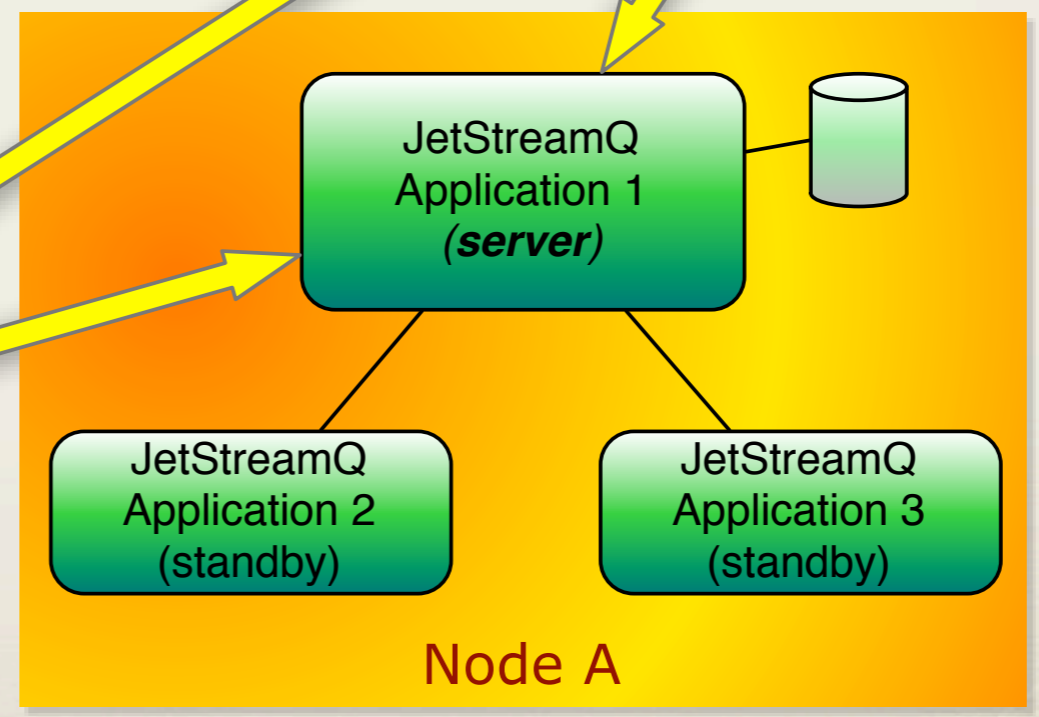 JetStreamQ
Application 1
(server)
JetStreamQ
Application 2
(standby)
JetStreamQ
Application 3
(standby)
Node A